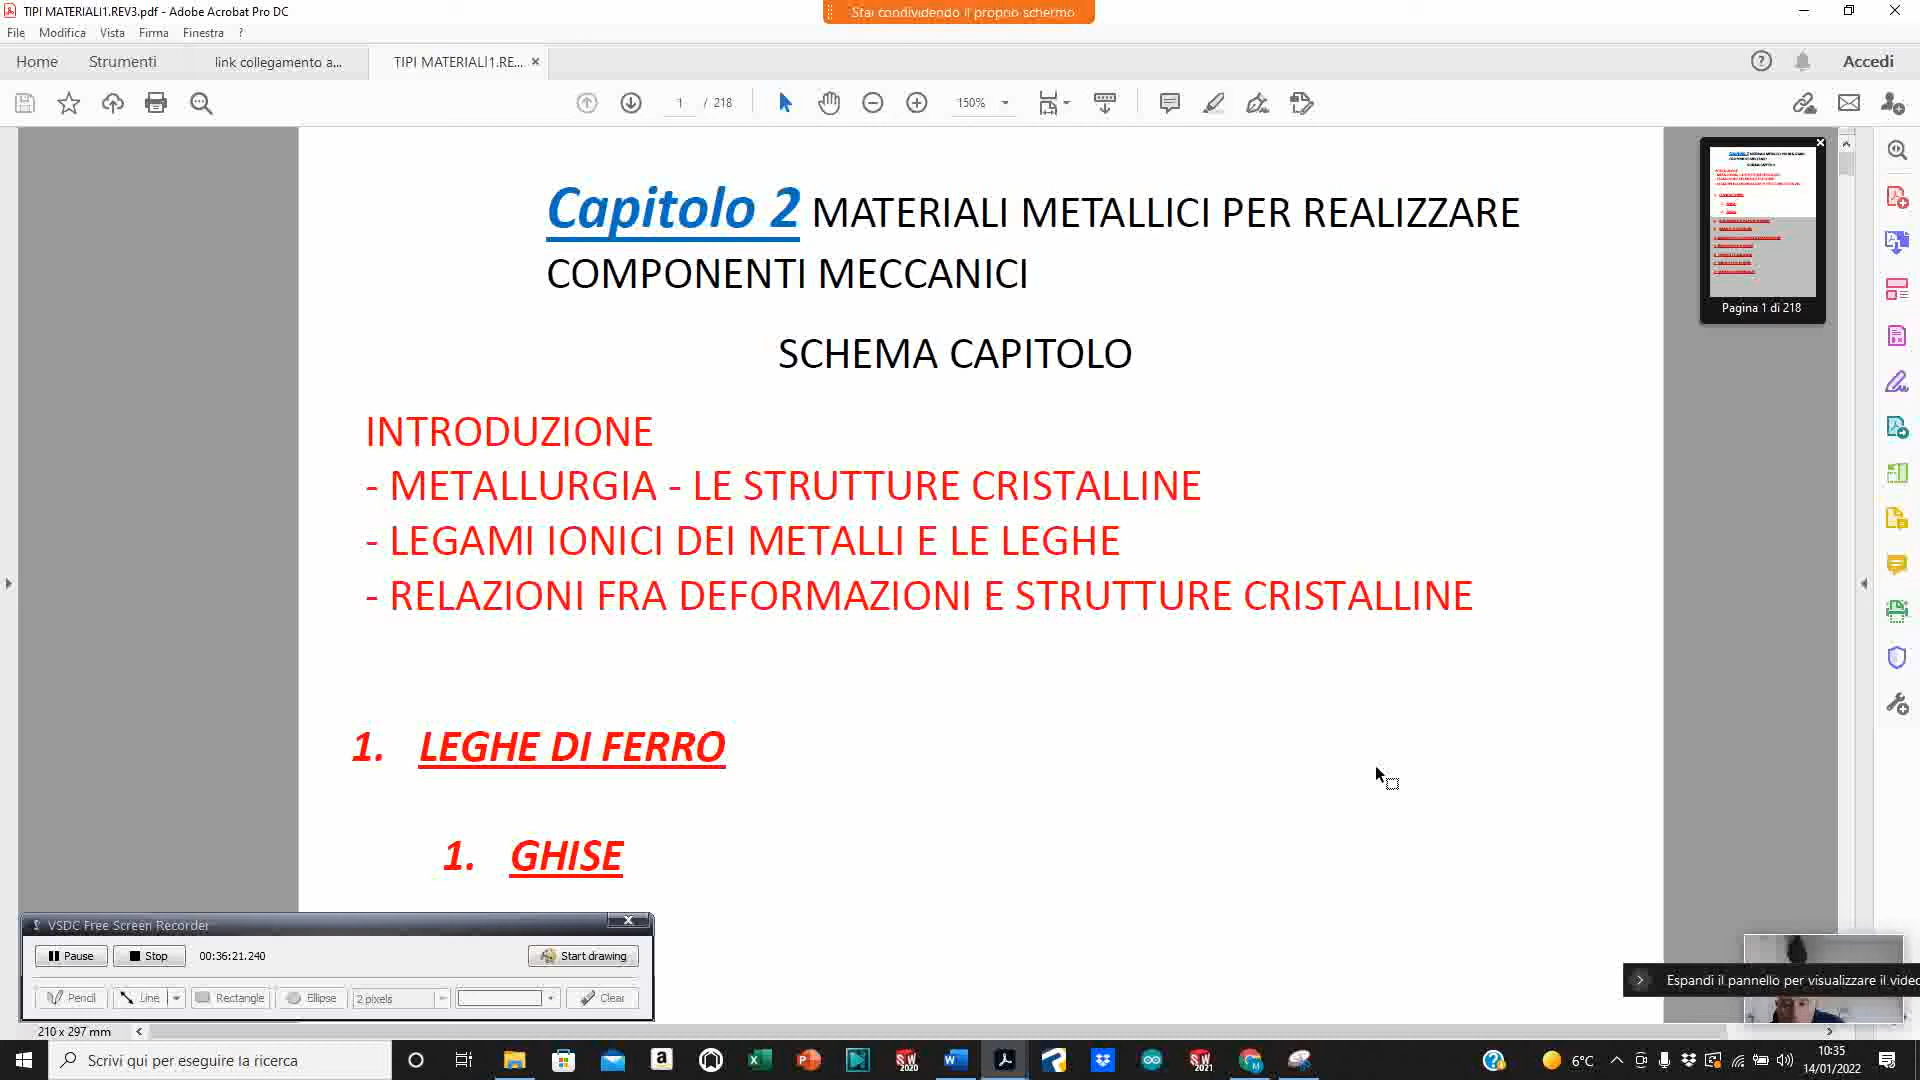 TIPI MATERIALI1.REV3.pdf - Adobe Acrobat Pro DC
Stai condividendo il proprio schermo
File Modifica Vista Firma Finestra ?
Home Strumenti link collegamento a... TIPI MATERIALI1.RE... × Accedi
1 / 218 150%
Capitolo 2 MATERIALI METALLICI PER REALIZZARE
COMPONENTI MECCANICI
SCHEMA CAPITOLO
INTRODUZIONE
- METALLURGIA - LE STRUTTURE CRISTALLINE
- LEGAMI IONICI DEI METALLI E LE LEGHE
- RELAZIONI FRA DEFORMAZIONI E STRUTTURE CRISTALLINE
1. LEGHE DI FERRO
1. GHISE
Pagina 1 di 218
VSDC Free Screen Recorder
Pause Stop 00:36:21.240 Start drawing
Pencil Line Rectangle Ellipse 2 pixels Clear
Espandi il pannello per visualizzare il video
210 x 297 mm
Scrivi qui per eseguire la ricerca
SW 2020
SW 2021
6°C
10:35
14/01/2022